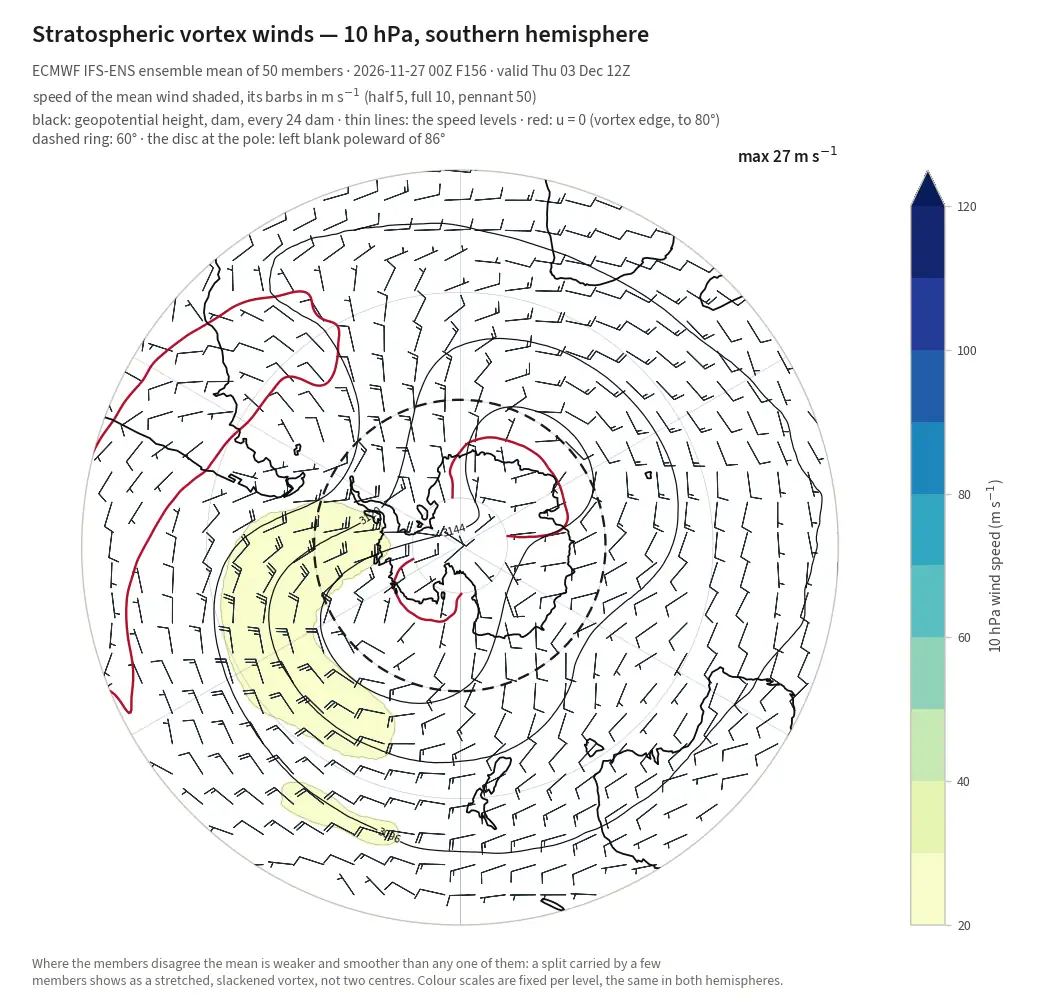 Stratospheric vortex winds — 10 hPa, southern hemisphere
ECMWF IFS-ENS ensemble mean of 50 members · 2026-11-27 00Z F156 · valid Thu 03 Dec 12Z
speed of the mean wind shaded, its barbs in m s⁻¹ (half 5, full 10, pennant 50)
black: geopotential height, dam, every 24 dam · thin lines: the speed levels · red: u = 0 (vortex edge, to 80°)
dashed ring: 60° · the disc at the pole: left blank poleward of 86°
max 27 m s⁻¹
120
100
80
60
40
20
10 hPa wind speed (m s⁻¹)
3144
Where the members disagree the mean is weaker and smoother than any one of them: a split carried by a few
members shows as a stretched, slackened vortex, not two centres. Colour scales are fixed per level, the same in both hemispheres.